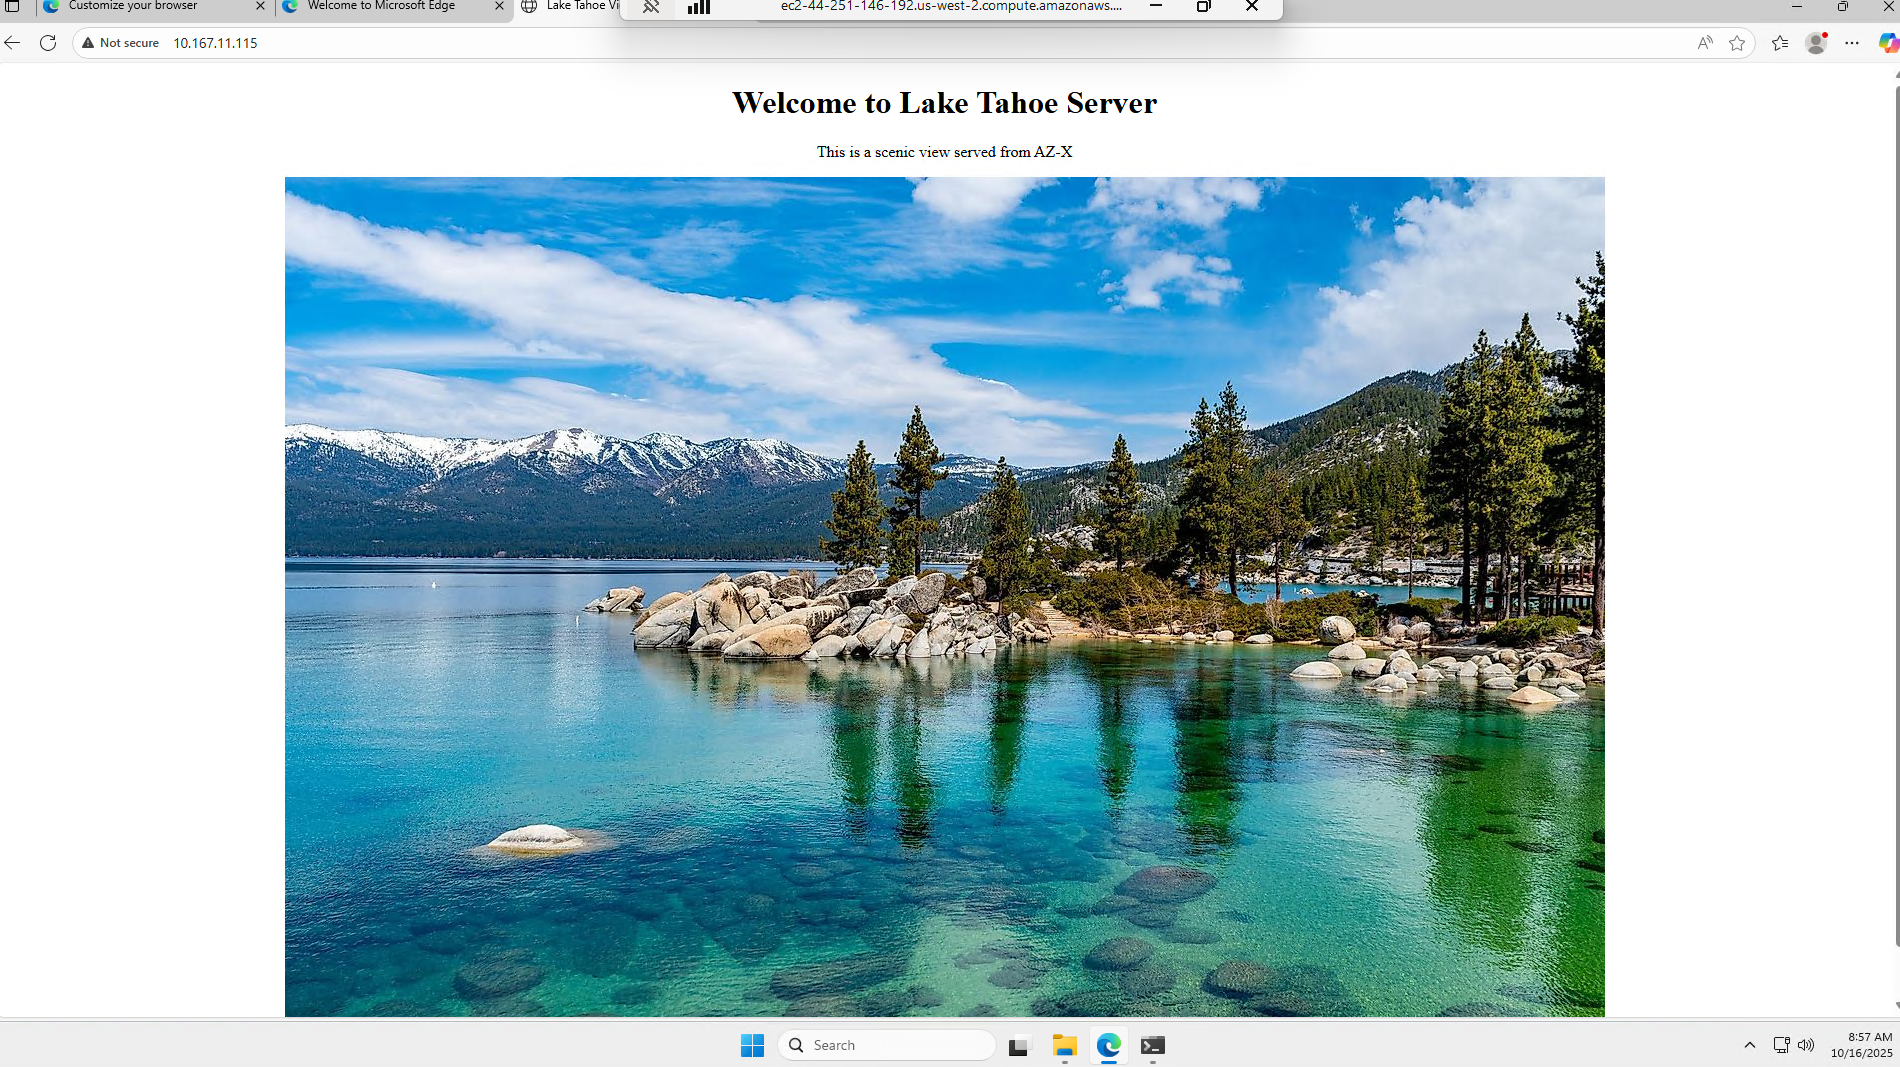 Customize your browser
Welcome to Microsoft Edge
Lake Tahoe Vi
ec2-44-251-146-192.us-west-2.compute.amazonaws....
Not secure
10.167.11.115
Welcome to Lake Tahoe Server
This is a scenic view served from AZ-X
Search
8:57 AM
10/16/2025